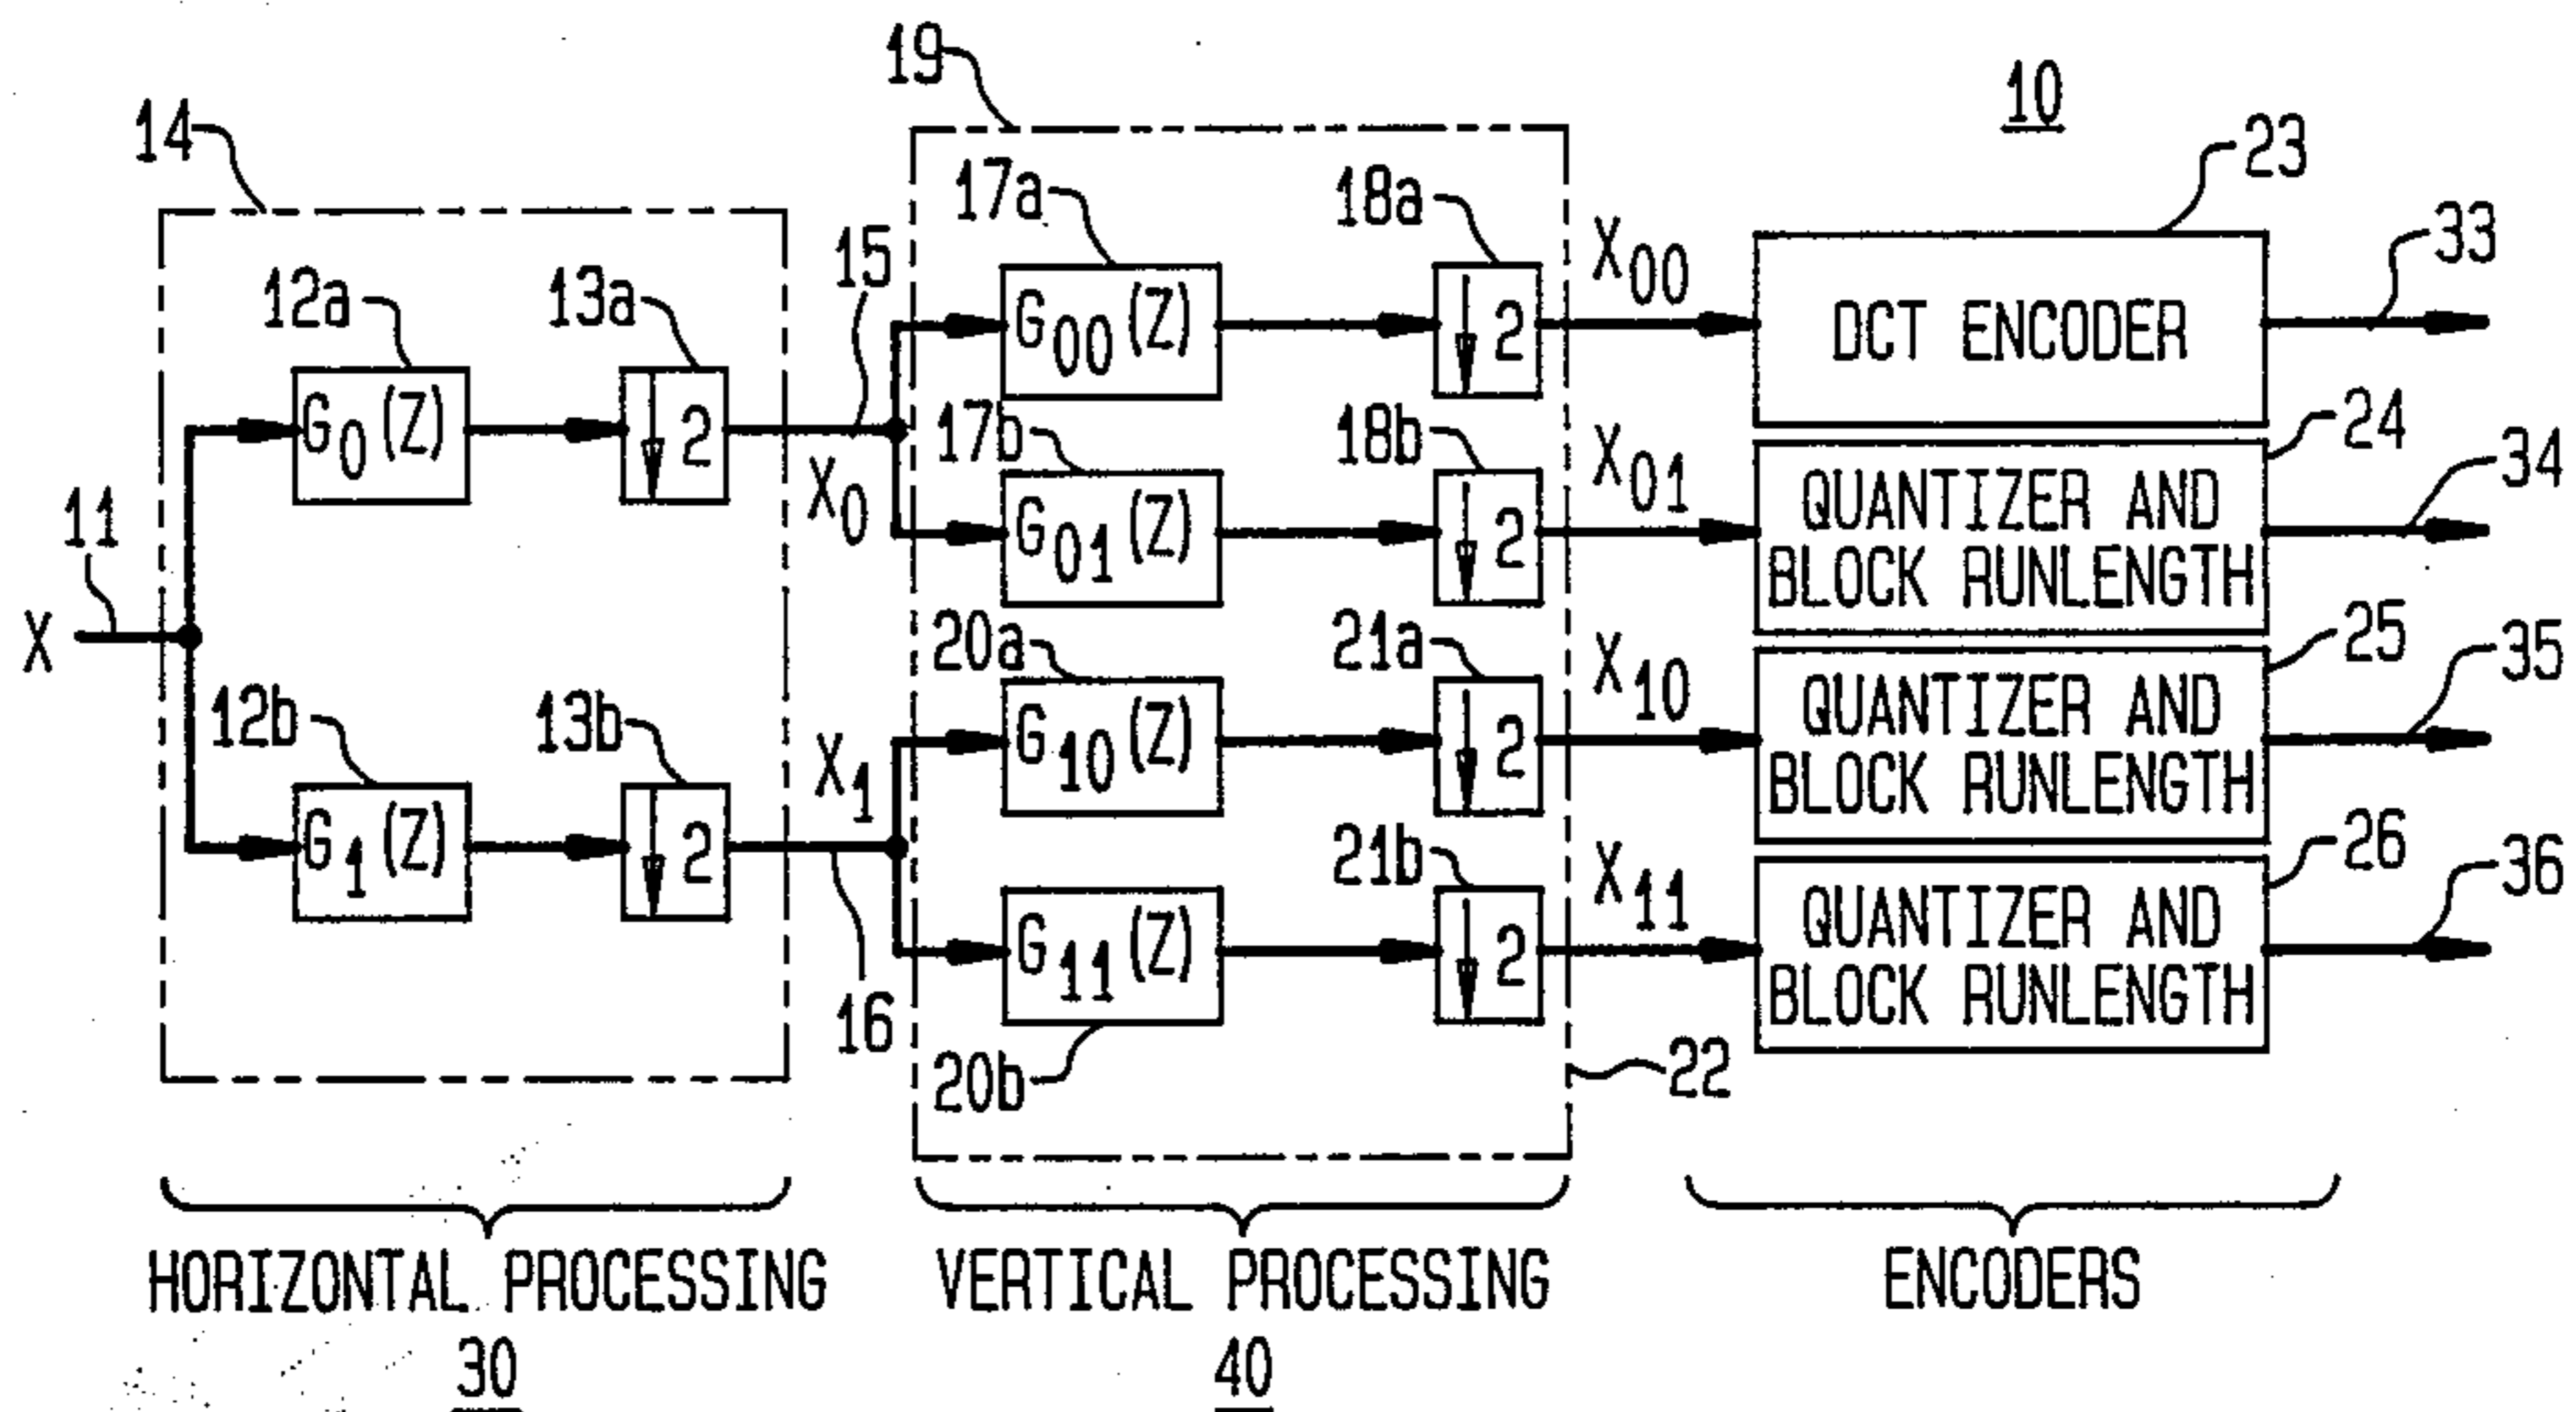 19
10
14
23
17a
18a
X00
33
15
12a
13a
G00(Z)
↓2
DCT ENCODER
G0(Z)
↓2
X0
17b
18b
X01
24
34
11
G01(Z)
↓2
QUANTIZER AND
BLOCK RUNLENGTH
X
20a
21a
X10
25
35
12b
13b
X1
G10(Z)
↓2
QUANTIZER AND
BLOCK RUNLENGTH
G1(Z)
↓2
21b
X11
26
36
G11(Z)
↓2
QUANTIZER AND
BLOCK RUNLENGTH
16
20b
22
HORIZONTAL PROCESSING
VERTICAL PROCESSING
ENCODERS
30
40